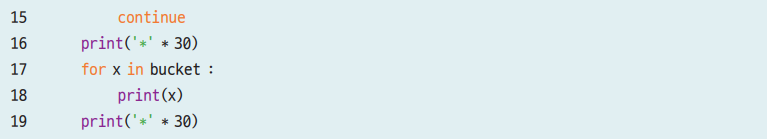 15            continue
16        print('*' * 30)
17        for x in bucket :
18            print(x)
19        print('*' * 30)